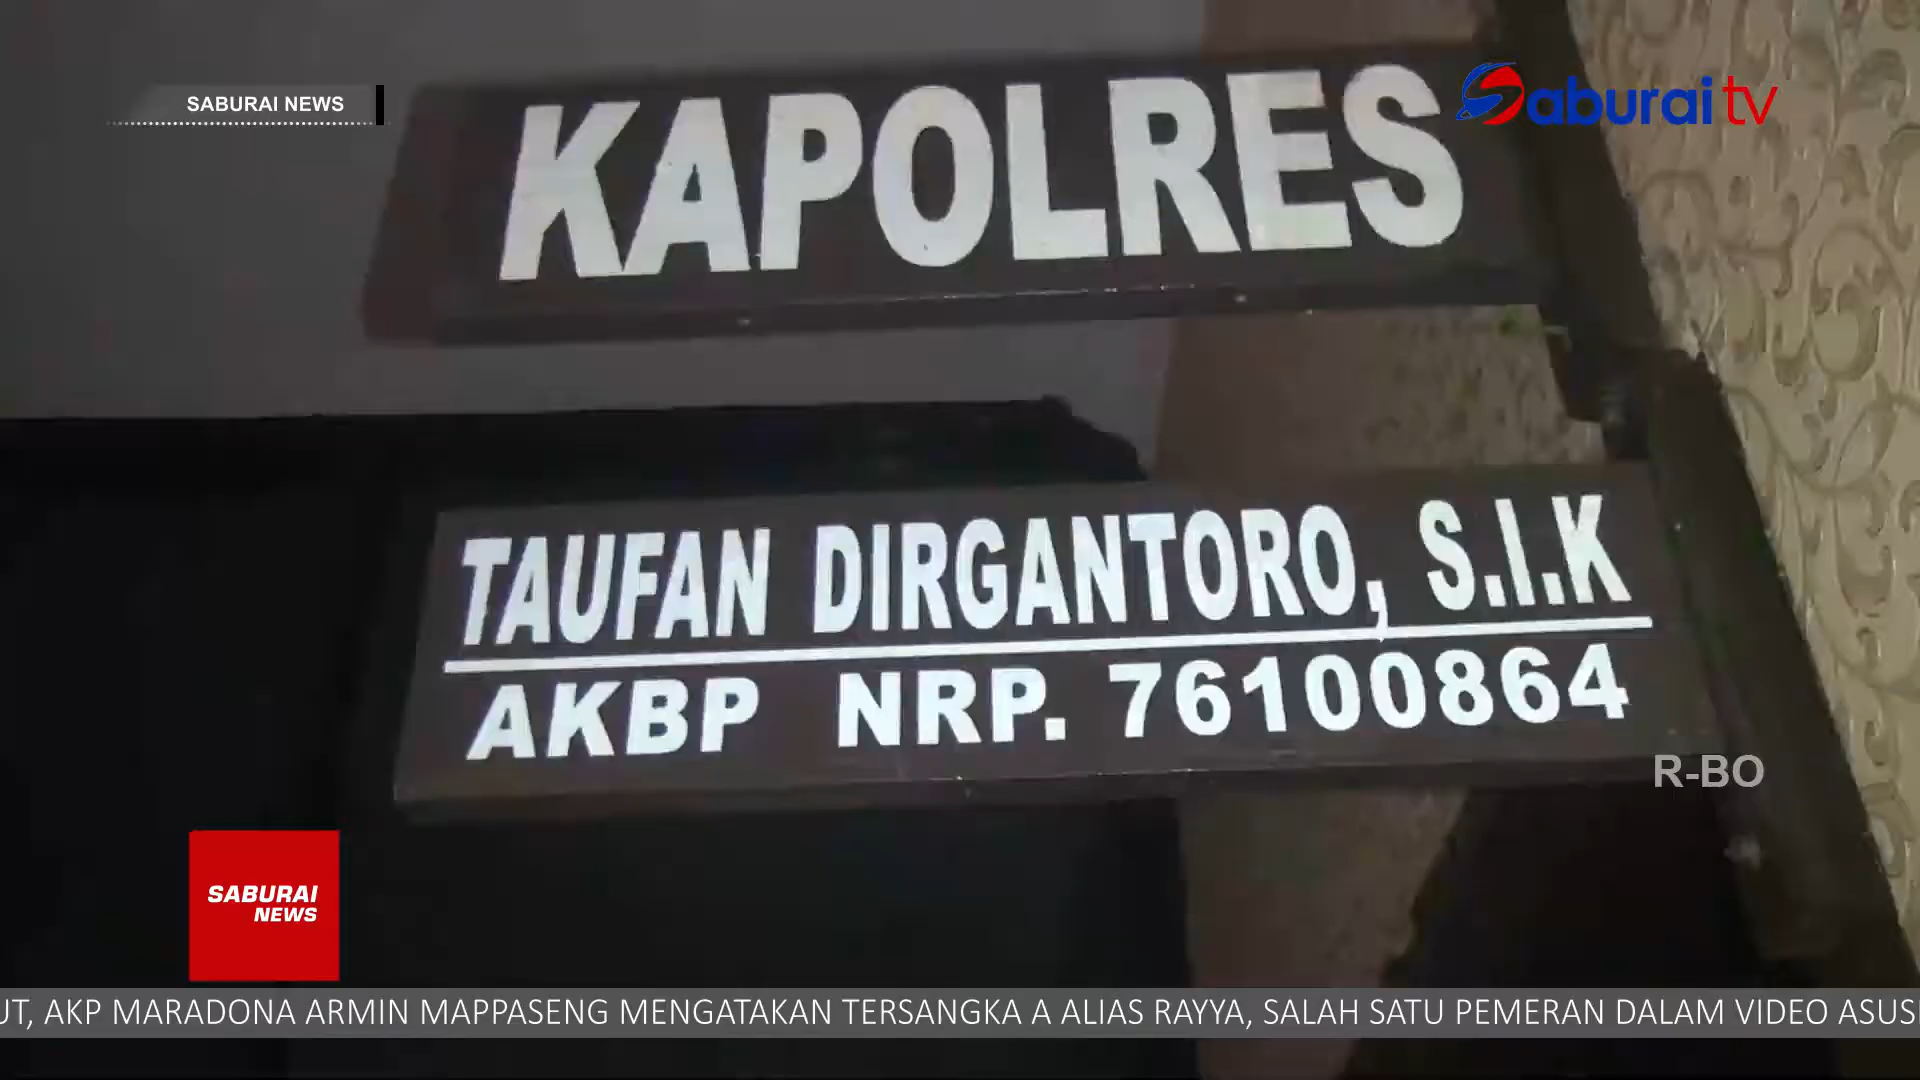 SABURAI NEWS
Saburai tv
KAPOLRES
TAUFAN DIRGANTORO, S.I.K
AKBP NRP. 76100864
R-BO
SABURAI
NEWS
UT, AKP MARADONA ARMIN MAPPASENG MENGATAKAN TERSANGKA A ALIAS RAYYA, SALAH SATU PEMERAN DALAM VIDEO ASUSI